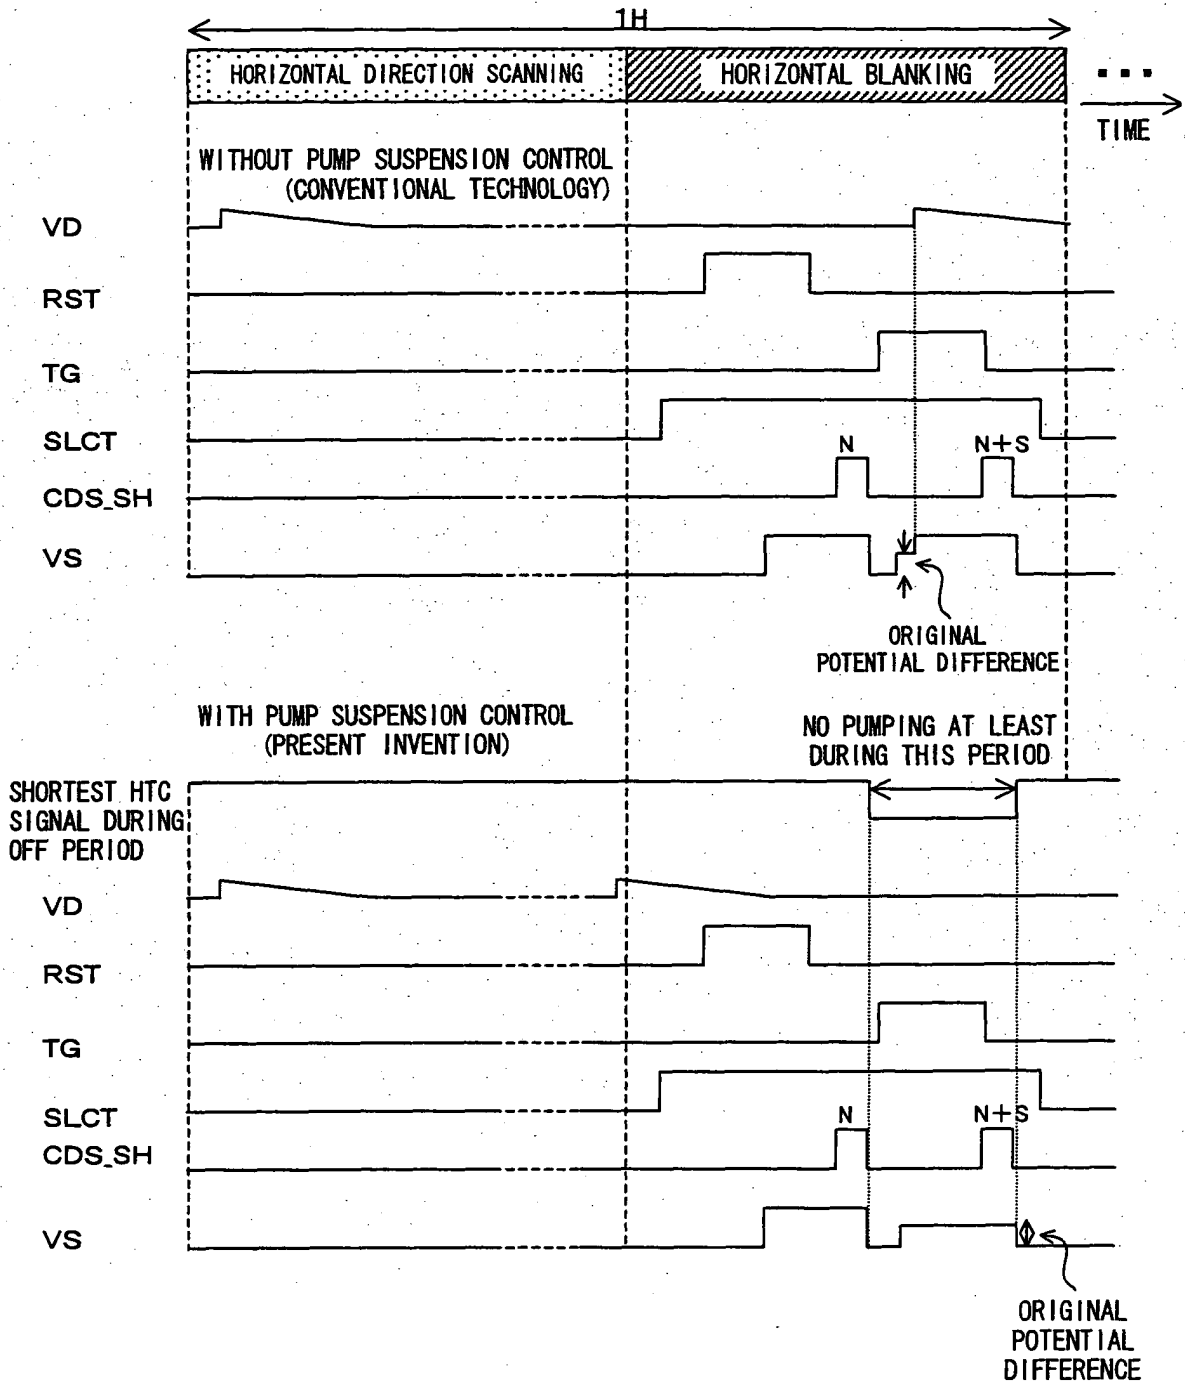 1H
HORIZONTAL DIRECTION SCANNING
HORIZONTAL BLANKING
TIME
WITHOUT PUMP SUSPENSION CONTROL
(CONVENTIONAL TECHNOLOGY)
VD
RST
TG
SLCT
N
N+S
CDS_SH
VS
ORIGINAL
POTENTIAL DIFFERENCE
WITH PUMP SUSPENSION CONTROL
(PRESENT INVENTION)
NO PUMPING AT LEAST
DURING THIS PERIOD
SHORTEST HTC
SIGNAL DURING
OFF PERIOD
VD
RST
TG
SLCT
N
N+S
CDS_SH
VS
ORIGINAL
POTENTIAL
DIFFERENCE